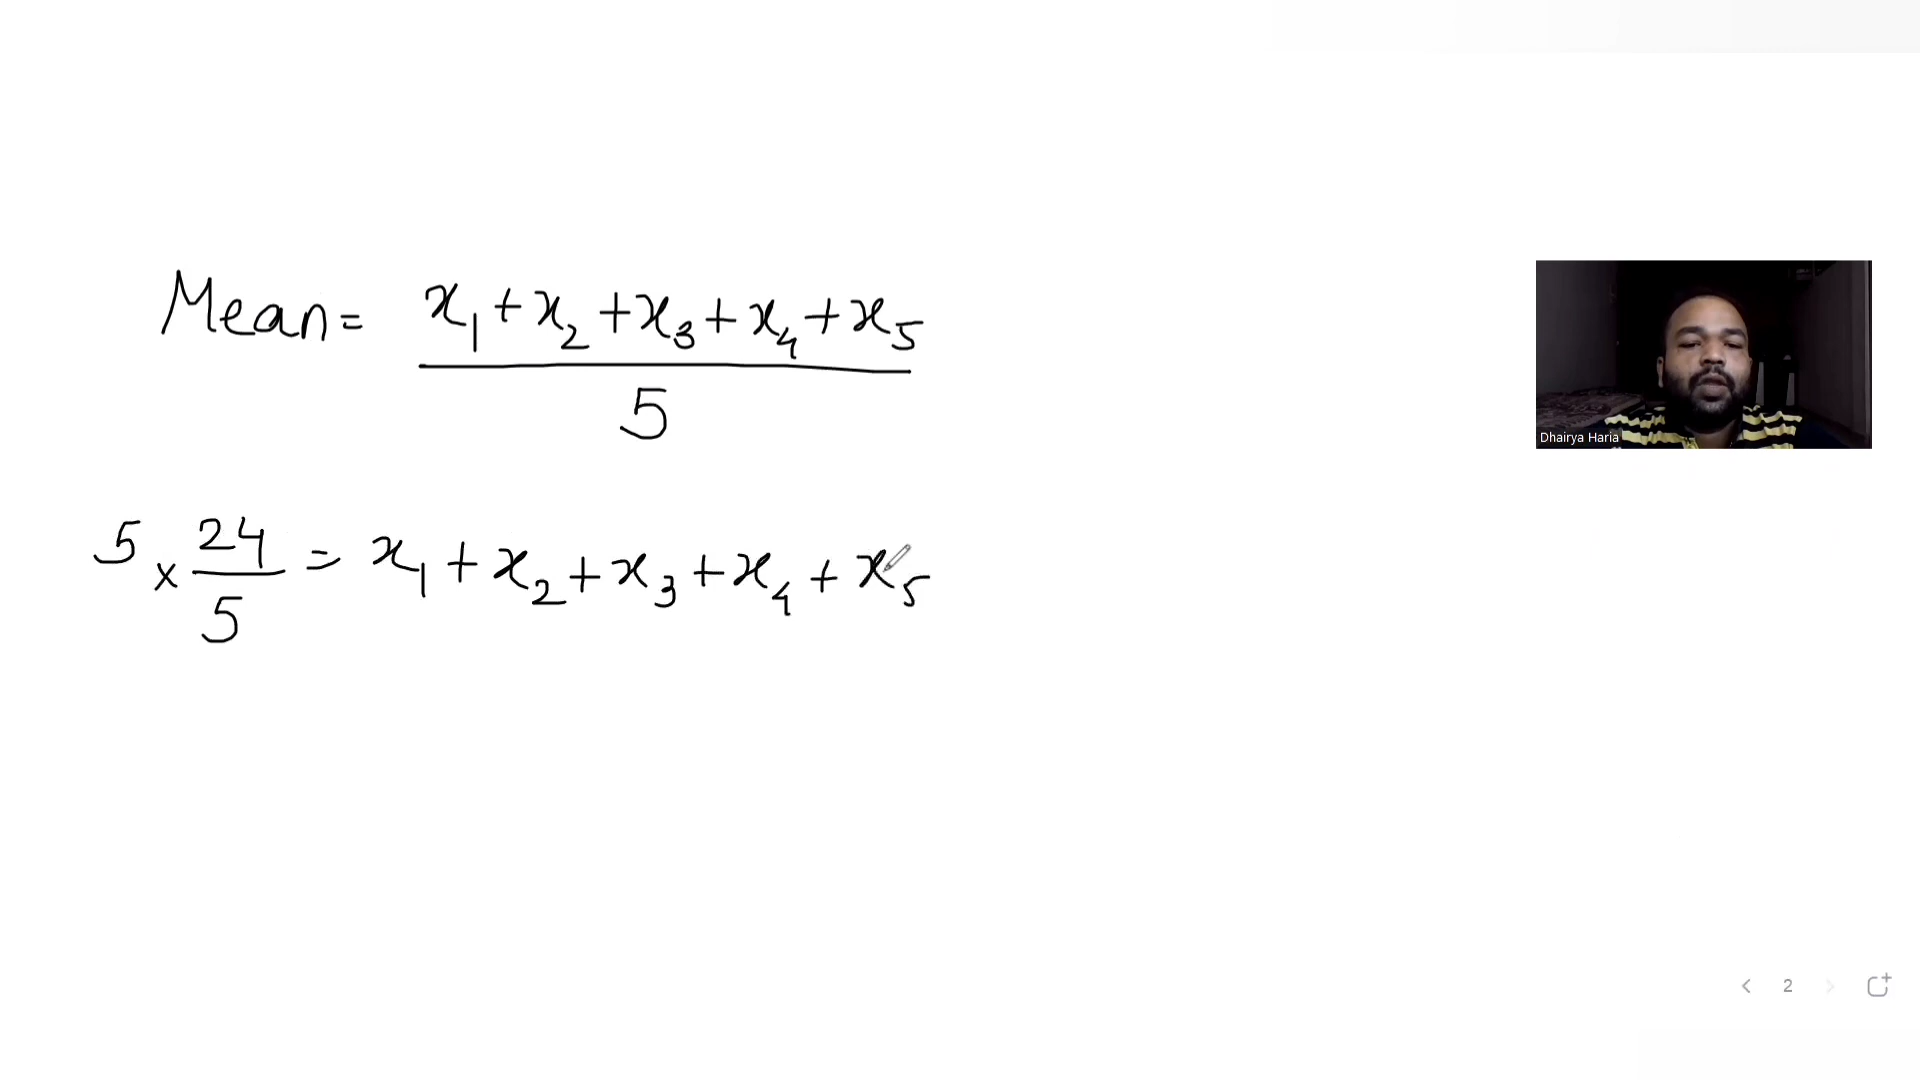 Mean = x₁ + x₂ + x₃ + x₄ + x₅
5
5 × 24/5 = x₁ + x₂ + x₃ + x₄ + x₅
Dhairya Haria
2